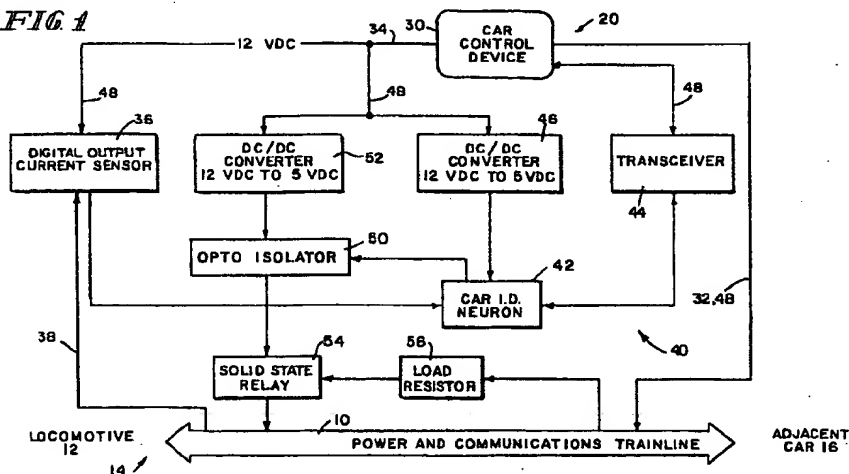 FIG. 1
30
CAR
CONTROL
DEVICE
20
34
12 VDC
48
48
48
36
DIGITAL OUTPUT
CURRENT SENSOR
DC/DC
CONVERTER
12 VDC TO 5 VDC
52
46
DC/DC
CONVERTER
12 VDC TO 5VDC
TRANSCEIVER
44
50
OPTO ISOLATOR
42
CAR I.D.
NEURON
32,48
38
40
54
SOLID STATE
RELAY
56
LOAD
RESISTOR
LOCOMOTIVE
12
14
10
POWER AND COMMUNICATIONS TRAINLINE
ADJACENT
CAR 16